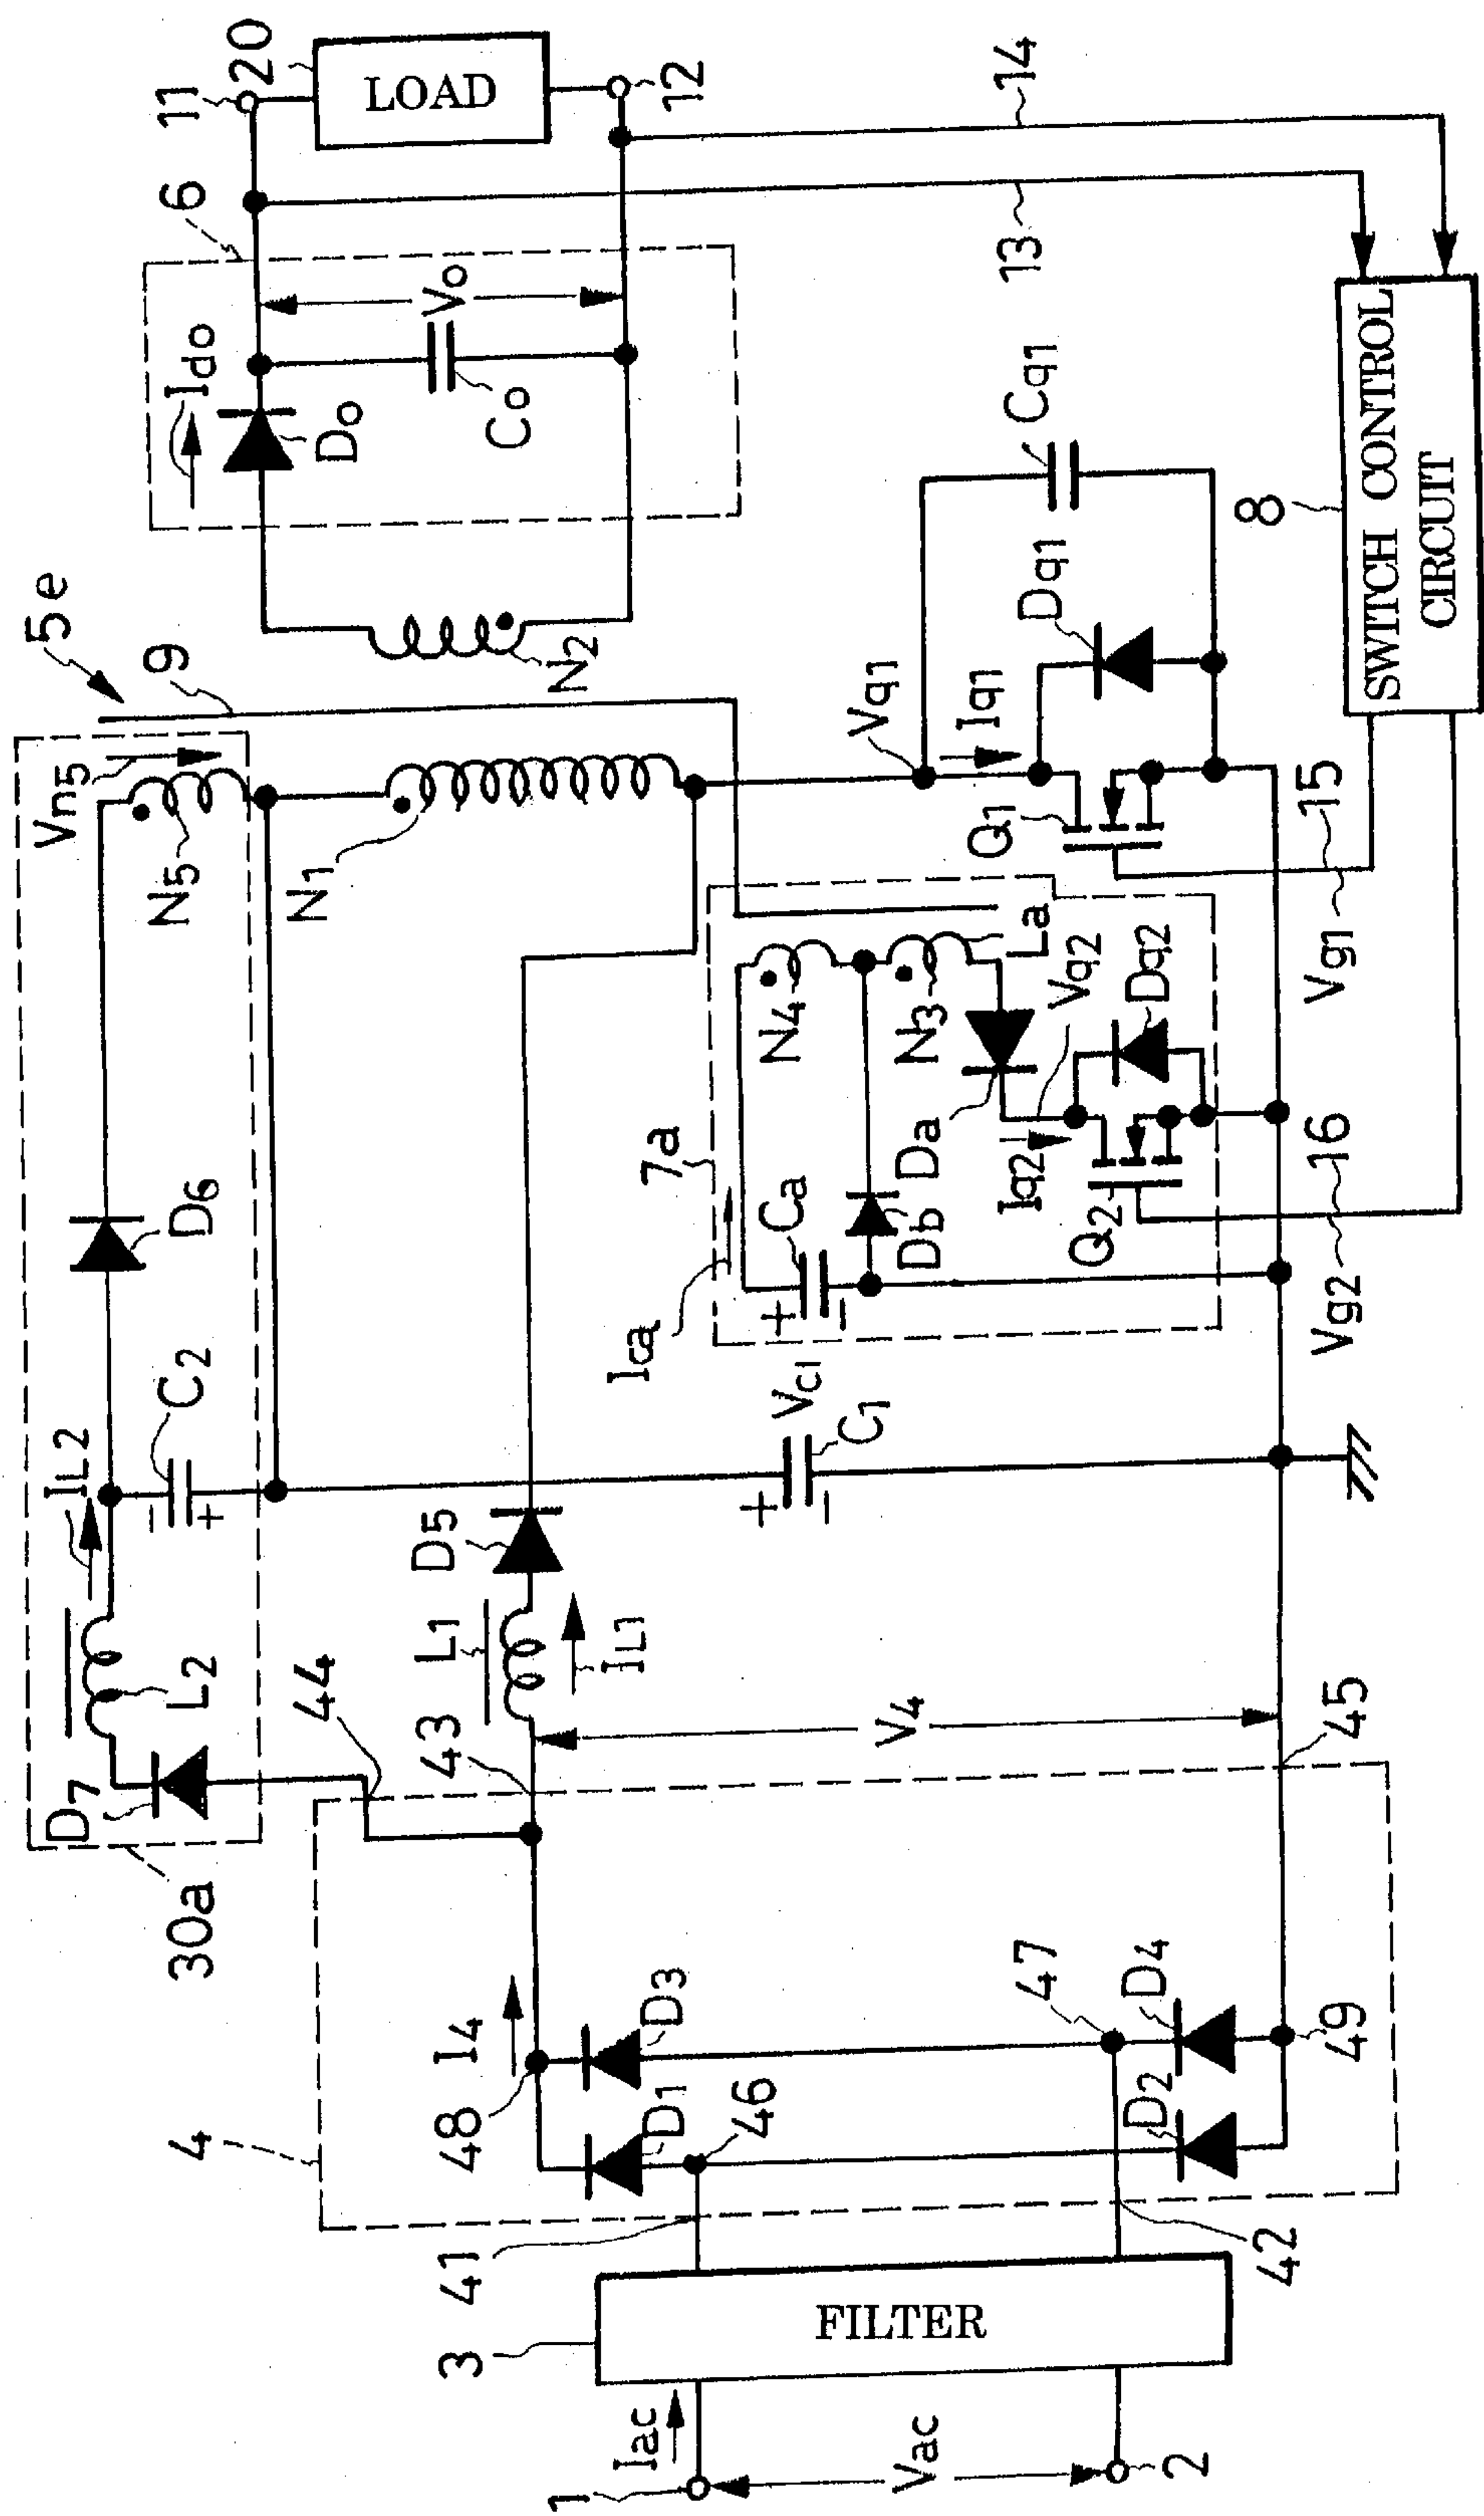 1
2
Iac
Vac
3
FILTER
41
42
4
48
I4
D1
46
D3
D2
47
D4
49
30a
D7
L2
44
43
L1
IL1
V4
45
IL2
C2
D5
D6
VC1
C1
Ica
7a
Ca
Db
Da
Iq2
Q2
Vg2
16
N4
N3
La
Vq2
Dq2
Vg1
15
Vn5
N5
N1
5e
9
N2
Vq1
Iq1
Q1
Dq1
Cq1
8
SWITCH CONTROL
CIRCUIT
6
Ido
Do
Co
Vo
13
14
11
20
LOAD
12